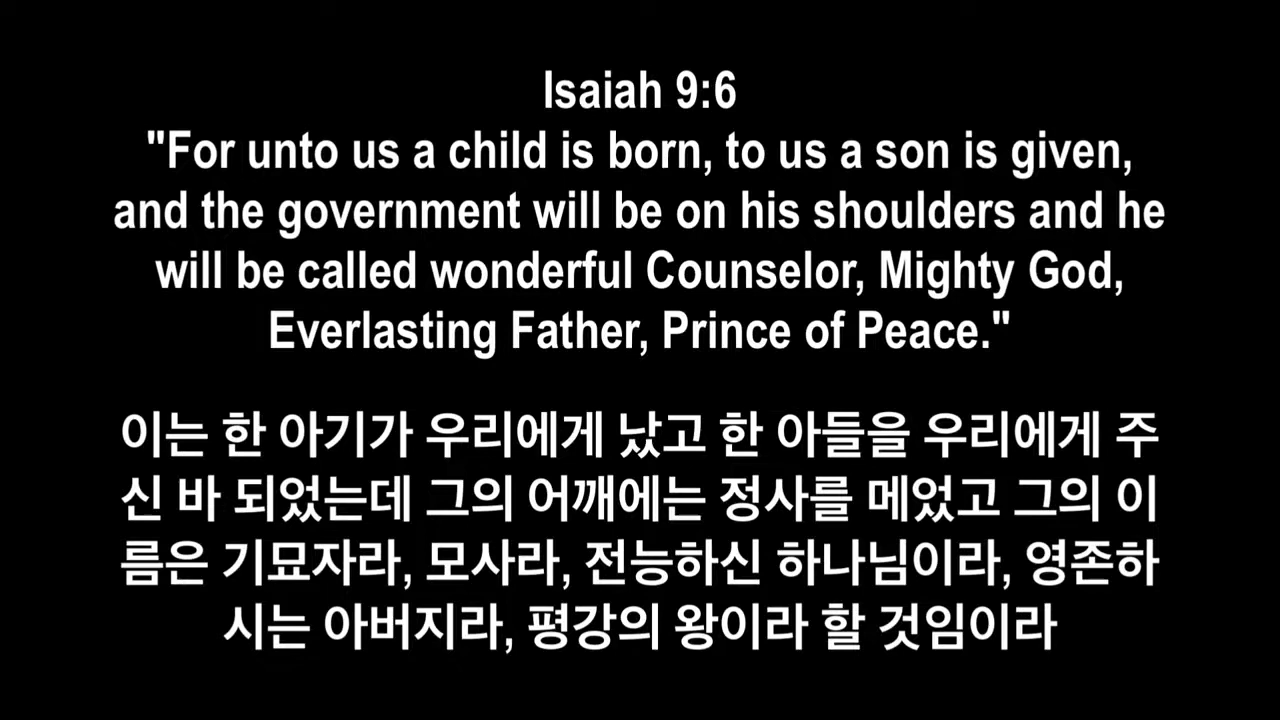 Isaiah 9:6
"For unto us a child is born, to us a son is given,
and the government will be on his shoulders and he
will be called wonderful Counselor, Mighty God,
Everlasting Father, Prince of Peace."
이는 한 아기가 우리에게 났고 한 아들을 우리에게 주
신 바 되었는데 그의 어깨에는 정사를 메었고 그의 이
름은 기묘자라, 모사라, 전능하신 하나님이라, 영존하
시는 아버지라, 평강의 왕이라 할 것임이라